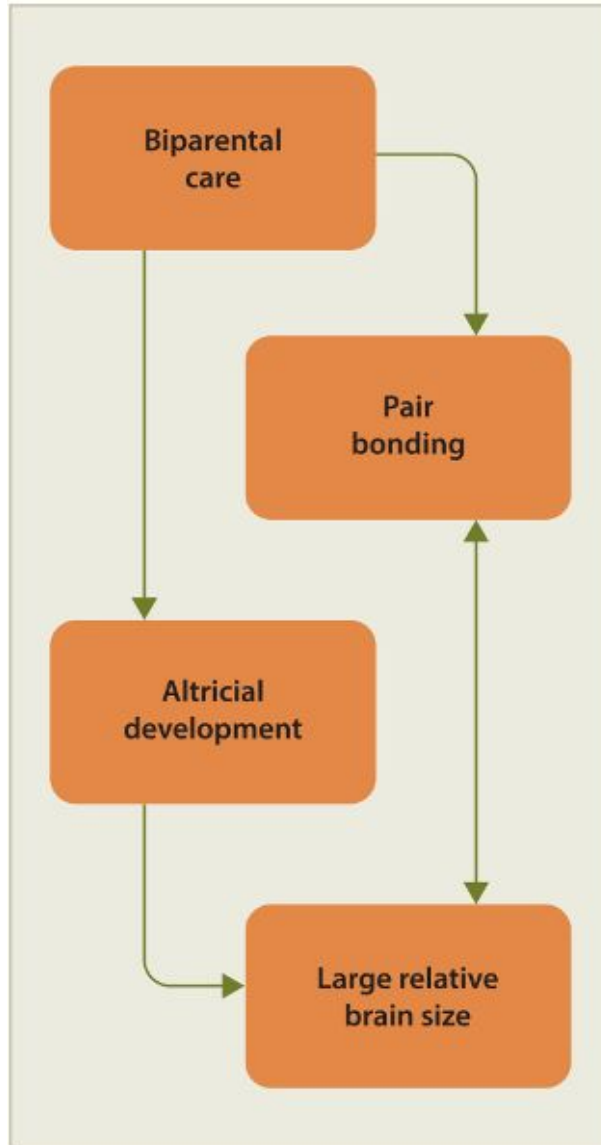 Biparental
care
Pair
bonding
Altricial
development
Large relative
brain size